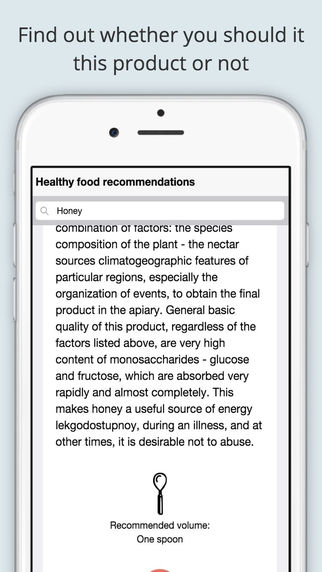 Find out whether you should it
this product or not
Healthy food recommendations
Honey
combination of factors: the species
composition of the plant - the nectar
sources climatogeographic features of
particular regions, especially the
organization of events, to obtain the final
product in the apiary. General basic
quality of this product, regardless of the
factors listed above, are very high
content of monosaccharides - glucose
and fructose, which are absorbed very
rapidly and almost completely. This
makes honey a useful source of energy
lekgodostupnoy, during an illness, and at
other times, it is desirable not to abuse.
Recommended volume:
One spoon